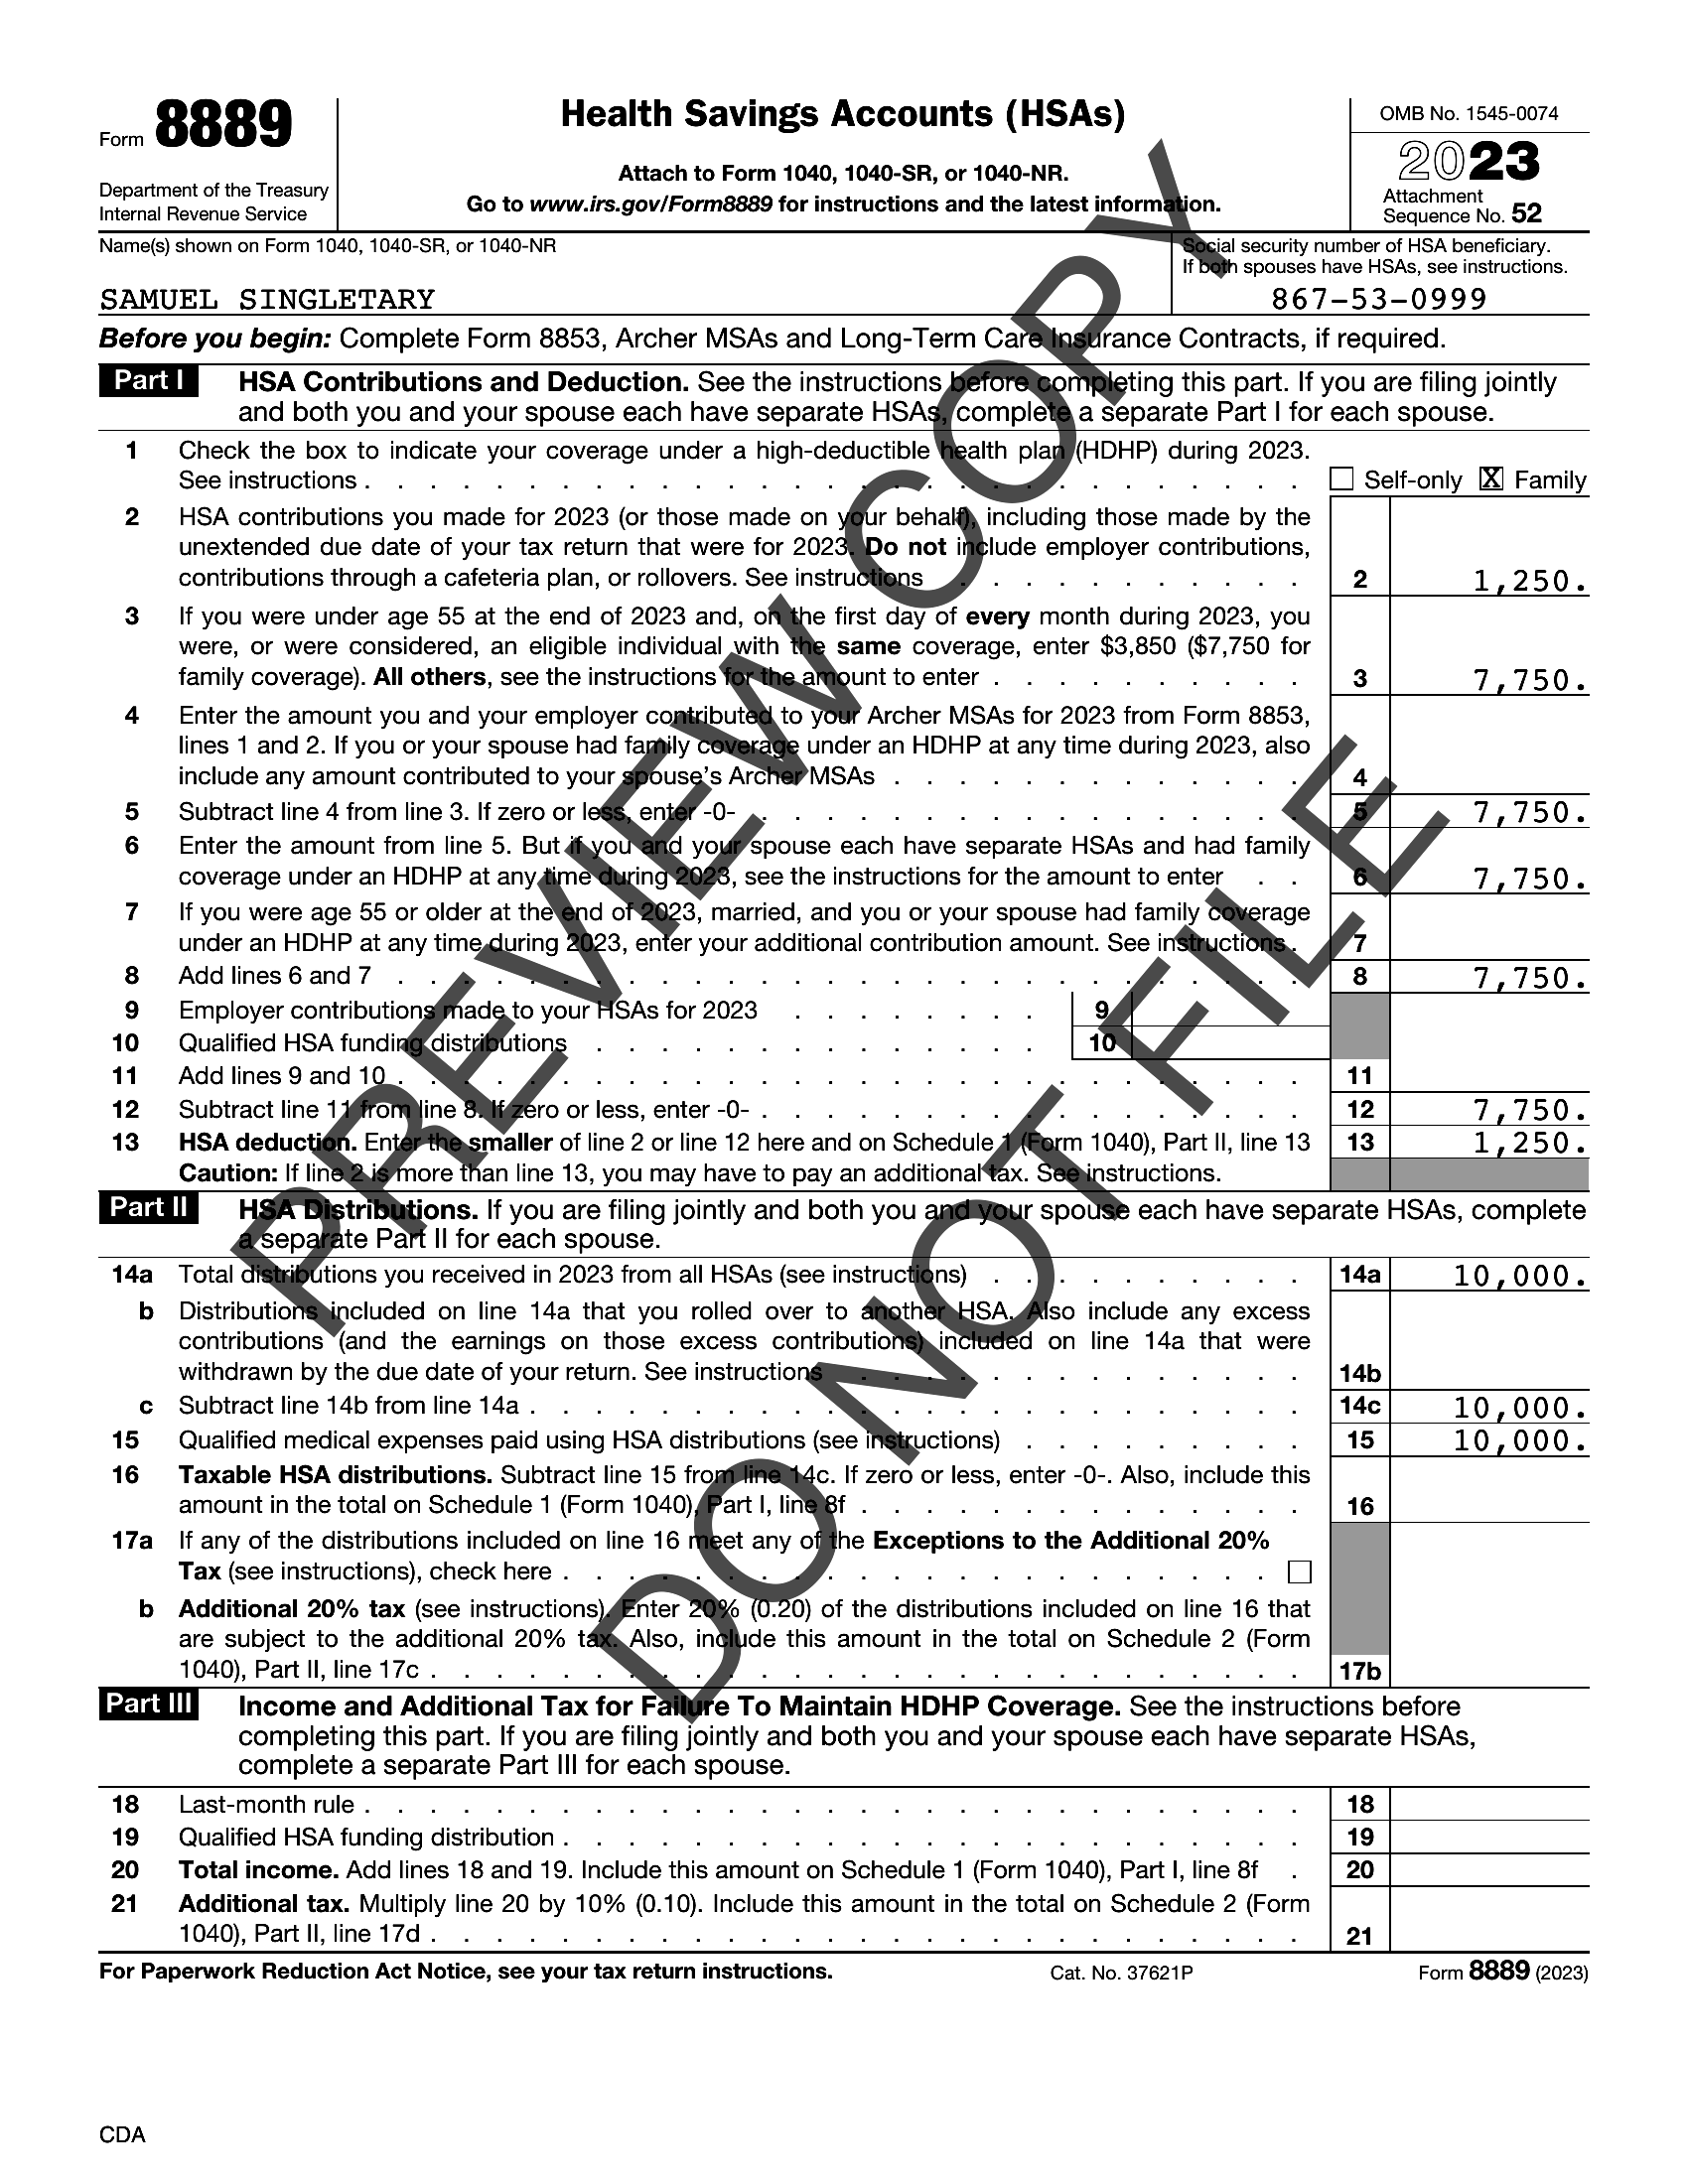 Form 8889
Department of the Treasury
Internal Revenue Service
Health Savings Accounts (HSAs)
Attach to Form 1040, 1040-SR, or 1040-NR.
Go to www.irs.gov/Form8889 for instructions and the latest information.
OMB No. 1545-0074
2023
Attachment
Sequence No. 52
Name(s) shown on Form 1040, 1040-SR, or 1040-NR
SAMUEL SINGLETARY
Social security number of HSA beneficiary.
If both spouses have HSAs, see instructions.
867-53-0999
Before you begin: Complete Form 8853, Archer MSAs and Long-Term Care Insurance Contracts, if required.
Part I HSA Contributions and Deduction. See the instructions before completing this part. If you are filing jointly
and both you and your spouse each have separate HSAs, complete a separate Part I for each spouse.
1 Check the box to indicate your coverage under a high-deductible health plan (HDHP) during 2023.
See instructions . . . . . . . . . . . . . . . . . . . . . . . . . . . . . Self-only X Family
2 HSA contributions you made for 2023 (or those made on your behalf), including those made by the
unextended due date of your tax return that were for 2023. Do not include employer contributions,
contributions through a cafeteria plan, or rollovers. See instructions . . . . . . . . . . . 2 1,250.
3 If you were under age 55 at the end of 2023 and, on the first day of every month during 2023, you
were, or were considered, an eligible individual with the same coverage, enter $3,850 ($7,750 for
family coverage). All others, see the instructions for the amount to enter . . . . . . . . . . 3 7,750.
4 Enter the amount you and your employer contributed to your Archer MSAs for 2023 from Form 8853,
lines 1 and 2. If you or your spouse had family coverage under an HDHP at any time during 2023, also
include any amount contributed to your spouse's Archer MSAs . . . . . . . . . . . . . 4
5 Subtract line 4 from line 3. If zero or less, enter -0- . . . . . . . . . . . . . . . . . 5 7,750.
6 Enter the amount from line 5. But if you and your spouse each have separate HSAs and had family
coverage under an HDHP at any time during 2023, see the instructions for the amount to enter . . 6 7,750.
7 If you were age 55 or older at the end of 2023, married, and you or your spouse had family coverage
under an HDHP at any time during 2023, enter your additional contribution amount. See instructions . 7
8 Add lines 6 and 7 . . . . . . . . . . . . . . . . . . . . . . . . . . . . 8 7,750.
9 Employer contributions made to your HSAs for 2023 . . . . . . . . 9
10 Qualified HSA funding distributions . . . . . . . . . . . . . . 10
11 Add lines 9 and 10 . . . . . . . . . . . . . . . . . . . . . . . . . . . . 11
12 Subtract line 11 from line 8. If zero or less, enter -0- . . . . . . . . . . . . . . . . . 12 7,750.
13 HSA deduction. Enter the smaller of line 2 or line 12 here and on Schedule 1 (Form 1040), Part II, line 13 13 1,250.
Caution: If line 2 is more than line 13, you may have to pay an additional tax. See instructions.
Part II HSA Distributions. If you are filing jointly and both you and your spouse each have separate HSAs, complete
a separate Part II for each spouse.
14a Total distributions you received in 2023 from all HSAs (see instructions) . . . . . . . . . . 14a 10,000.
b Distributions included on line 14a that you rolled over to another HSA. Also include any excess
contributions (and the earnings on those excess contributions) included on line 14a that were
withdrawn by the due date of your return. See instructions . . . . . . . . . . . . . . 14b
c Subtract line 14b from line 14a . . . . . . . . . . . . . . . . . . . . . . . . 14c 10,000.
15 Qualified medical expenses paid using HSA distributions (see instructions) . . . . . . . . . 15 10,000.
16 Taxable HSA distributions. Subtract line 15 from line 14c. If zero or less, enter -0-. Also, include this
amount in the total on Schedule 1 (Form 1040), Part I, line 8f . . . . . . . . . . . . . . 16
17a If any of the distributions included on line 16 meet any of the Exceptions to the Additional 20%
Tax (see instructions), check here . . . . . . . . . . . . . . . . . . . . . .
b Additional 20% tax (see instructions). Enter 20% (0.20) of the distributions included on line 16 that
are subject to the additional 20% tax. Also, include this amount in the total on Schedule 2 (Form
1040), Part II, line 17c . . . . . . . . . . . . . . . . . . . . . . . . . . . 17b
Part III Income and Additional Tax for Failure To Maintain HDHP Coverage. See the instructions before
completing this part. If you are filing jointly and both you and your spouse each have separate HSAs,
complete a separate Part III for each spouse.
18 Last-month rule . . . . . . . . . . . . . . . . . . . . . . . . . . . . . 18
19 Qualified HSA funding distribution . . . . . . . . . . . . . . . . . . . . . . . 19
20 Total income. Add lines 18 and 19. Include this amount on Schedule 1 (Form 1040), Part I, line 8f . 20
21 Additional tax. Multiply line 20 by 10% (0.10). Include this amount in the total on Schedule 2 (Form
1040), Part II, line 17d . . . . . . . . . . . . . . . . . . . . . . . . . . . 21
For Paperwork Reduction Act Notice, see your tax return instructions. Cat. No. 37621P Form 8889 (2023)
CDA
PREVIEW COPY
DO NOT FILE